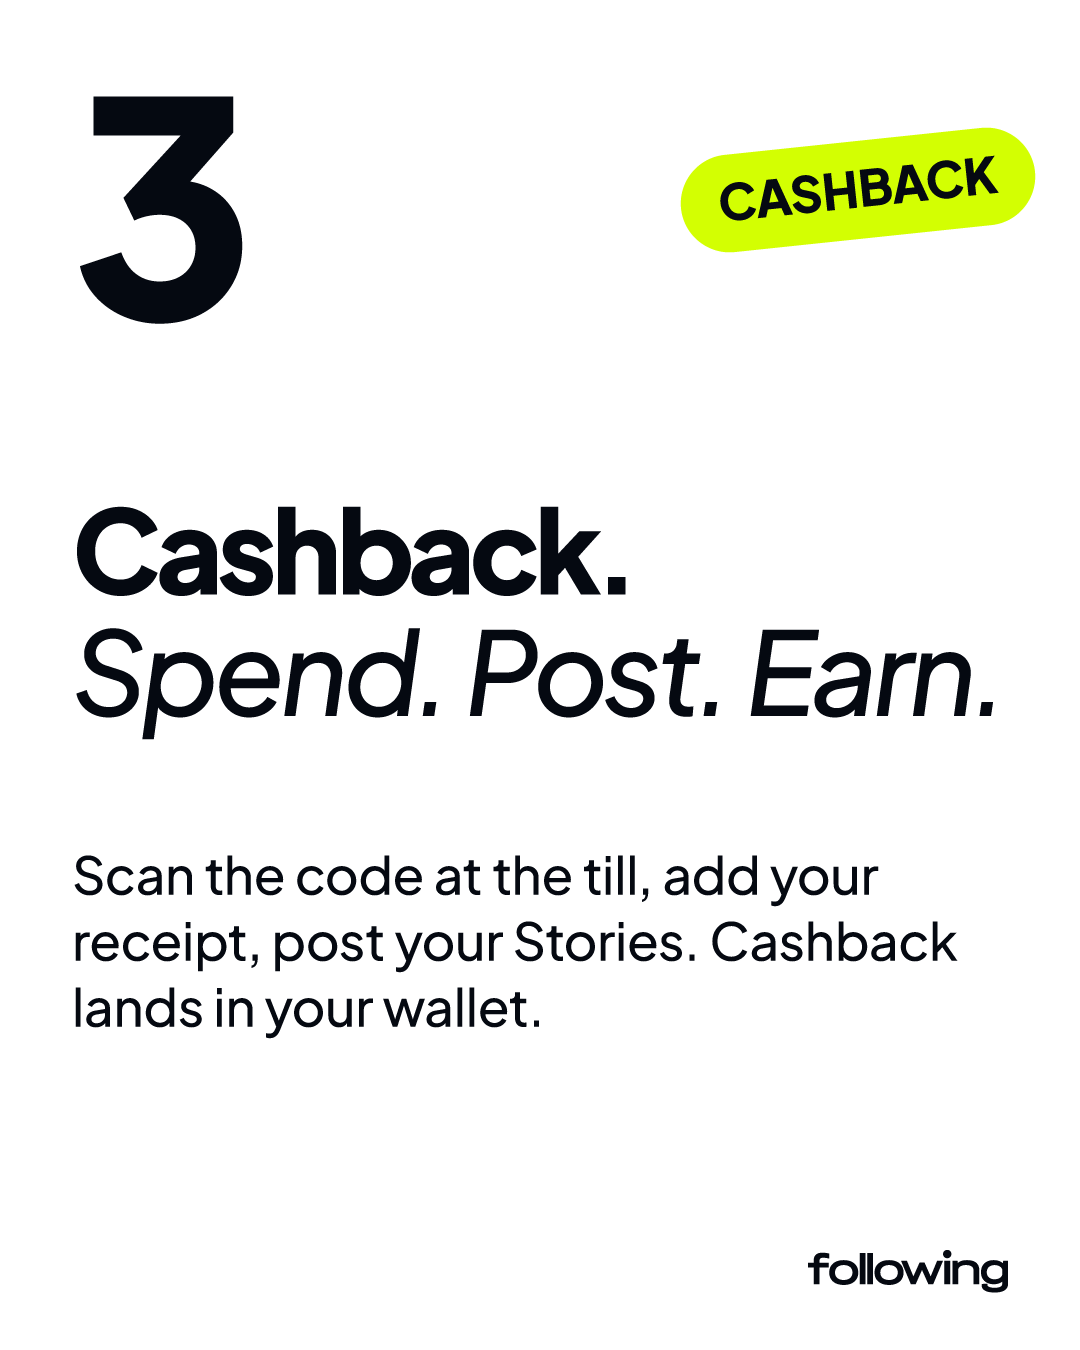 3
CASHBACK
Cashback.
Spend. Post. Earn.
Scan the code at the till, add your
receipt, post your Stories. Cashback
lands in your wallet.
following